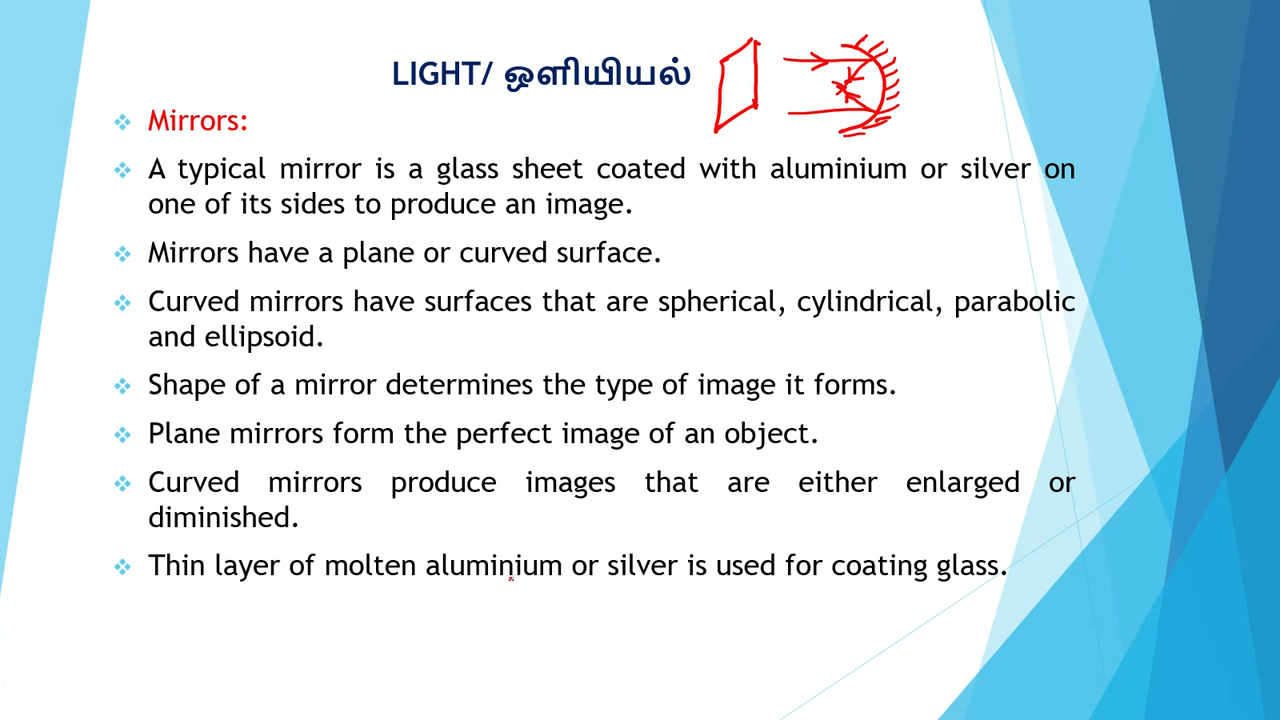 LIGHT/ ஒளியியல்
Mirrors:
A typical mirror is a glass sheet coated with aluminium or silver on
one of its sides to produce an image.
Mirrors have a plane or curved surface.
Curved mirrors have surfaces that are spherical, cylindrical, parabolic
and ellipsoid.
Shape of a mirror determines the type of image it forms.
Plane mirrors form the perfect image of an object.
Curved mirrors produce images that are either enlarged or
diminished.
Thin layer of molten aluminium or silver is used for coating glass.